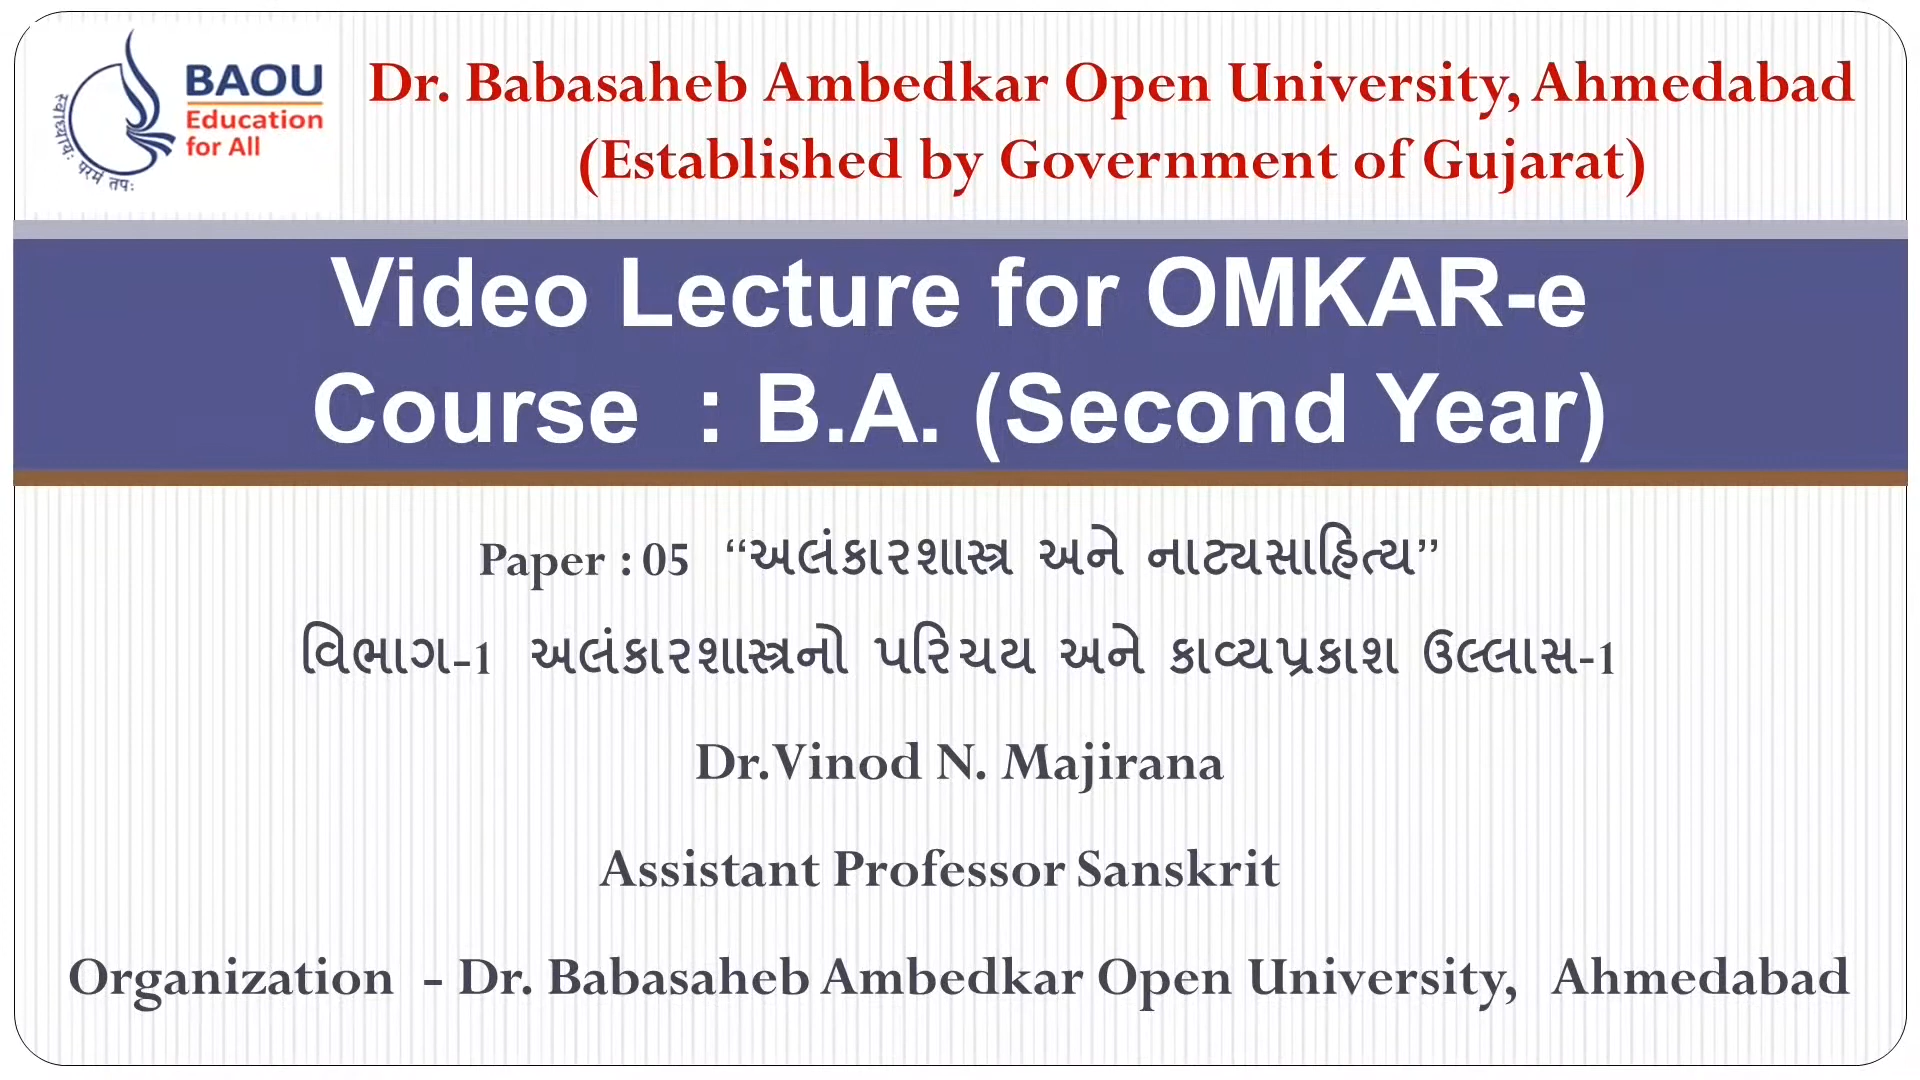 BAOU
Education
for All
स्वाध्यायः परमं तपः
Dr. Babasaheb Ambedkar Open University, Ahmedabad
(Established by Government of Gujarat)
Video Lecture for OMKAR-e
Course : B.A. (Second Year)
Paper : 05 “અલંકારશાસ્ત્ર અને નાટ્યસાહિત્ય”
વિભાગ-1 અલંકારશાસ્ત્રનો પરિચય અને કાવ્યપ્રકાશ ઉલ્લાસ-1
Dr. Vinod N. Majirana
Assistant Professor Sanskrit
Organization - Dr. Babasaheb Ambedkar Open University, Ahmedabad